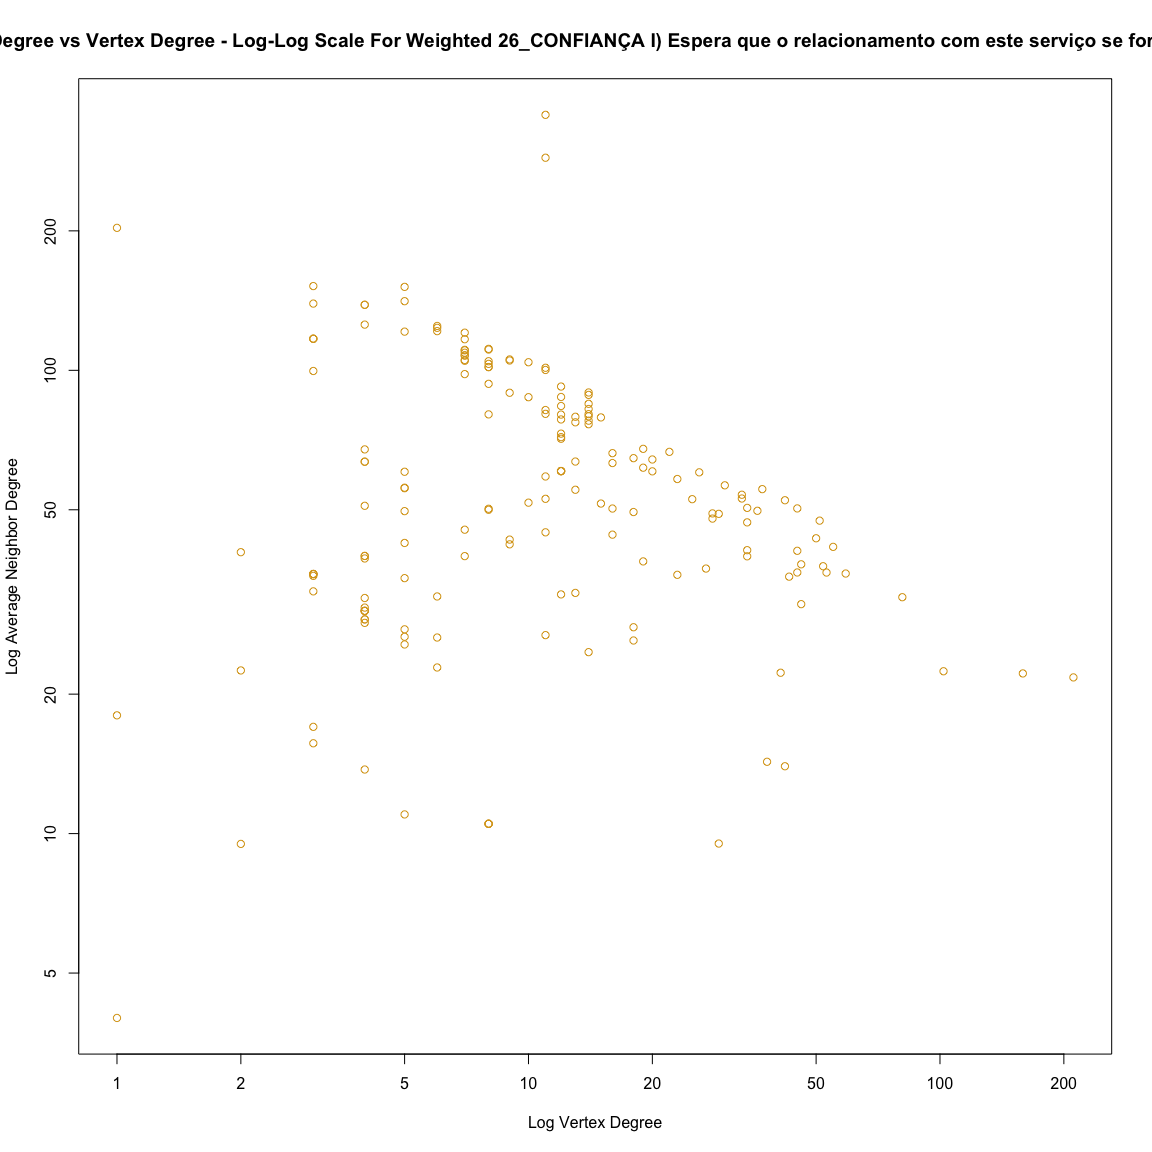 Degree vs Vertex Degree - Log-Log Scale For Weighted 26_CONFIANÇA I) Espera que o relacionamento com este serviço se for
200
100
50
20
10
5
Log Average Neighbor Degree
1 2 5 10 20 50 100 200
Log Vertex Degree